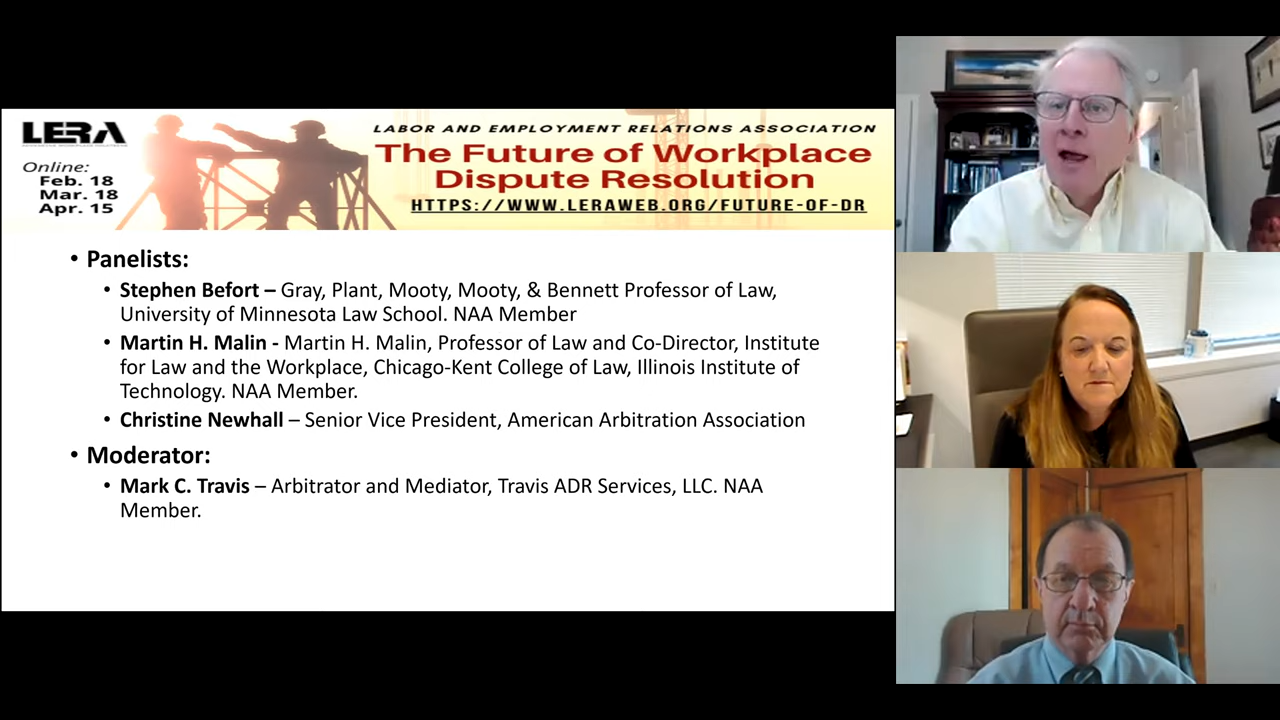 LERA
LABOR AND EMPLOYMENT RELATIONS ASSOCIATION
Online:
Feb. 18
Mar. 18
Apr. 15
The Future of Workplace
Dispute Resolution
HTTPS://WWW.LERAWEB.ORG/FUTURE-OF-DR
• Panelists:
• Stephen Befort – Gray, Plant, Mooty, Mooty, & Bennett Professor of Law,
University of Minnesota Law School. NAA Member
• Martin H. Malin - Martin H. Malin, Professor of Law and Co-Director, Institute
for Law and the Workplace, Chicago-Kent College of Law, Illinois Institute of
Technology. NAA Member.
• Christine Newhall – Senior Vice President, American Arbitration Association
• Moderator:
• Mark C. Travis – Arbitrator and Mediator, Travis ADR Services, LLC. NAA
Member.